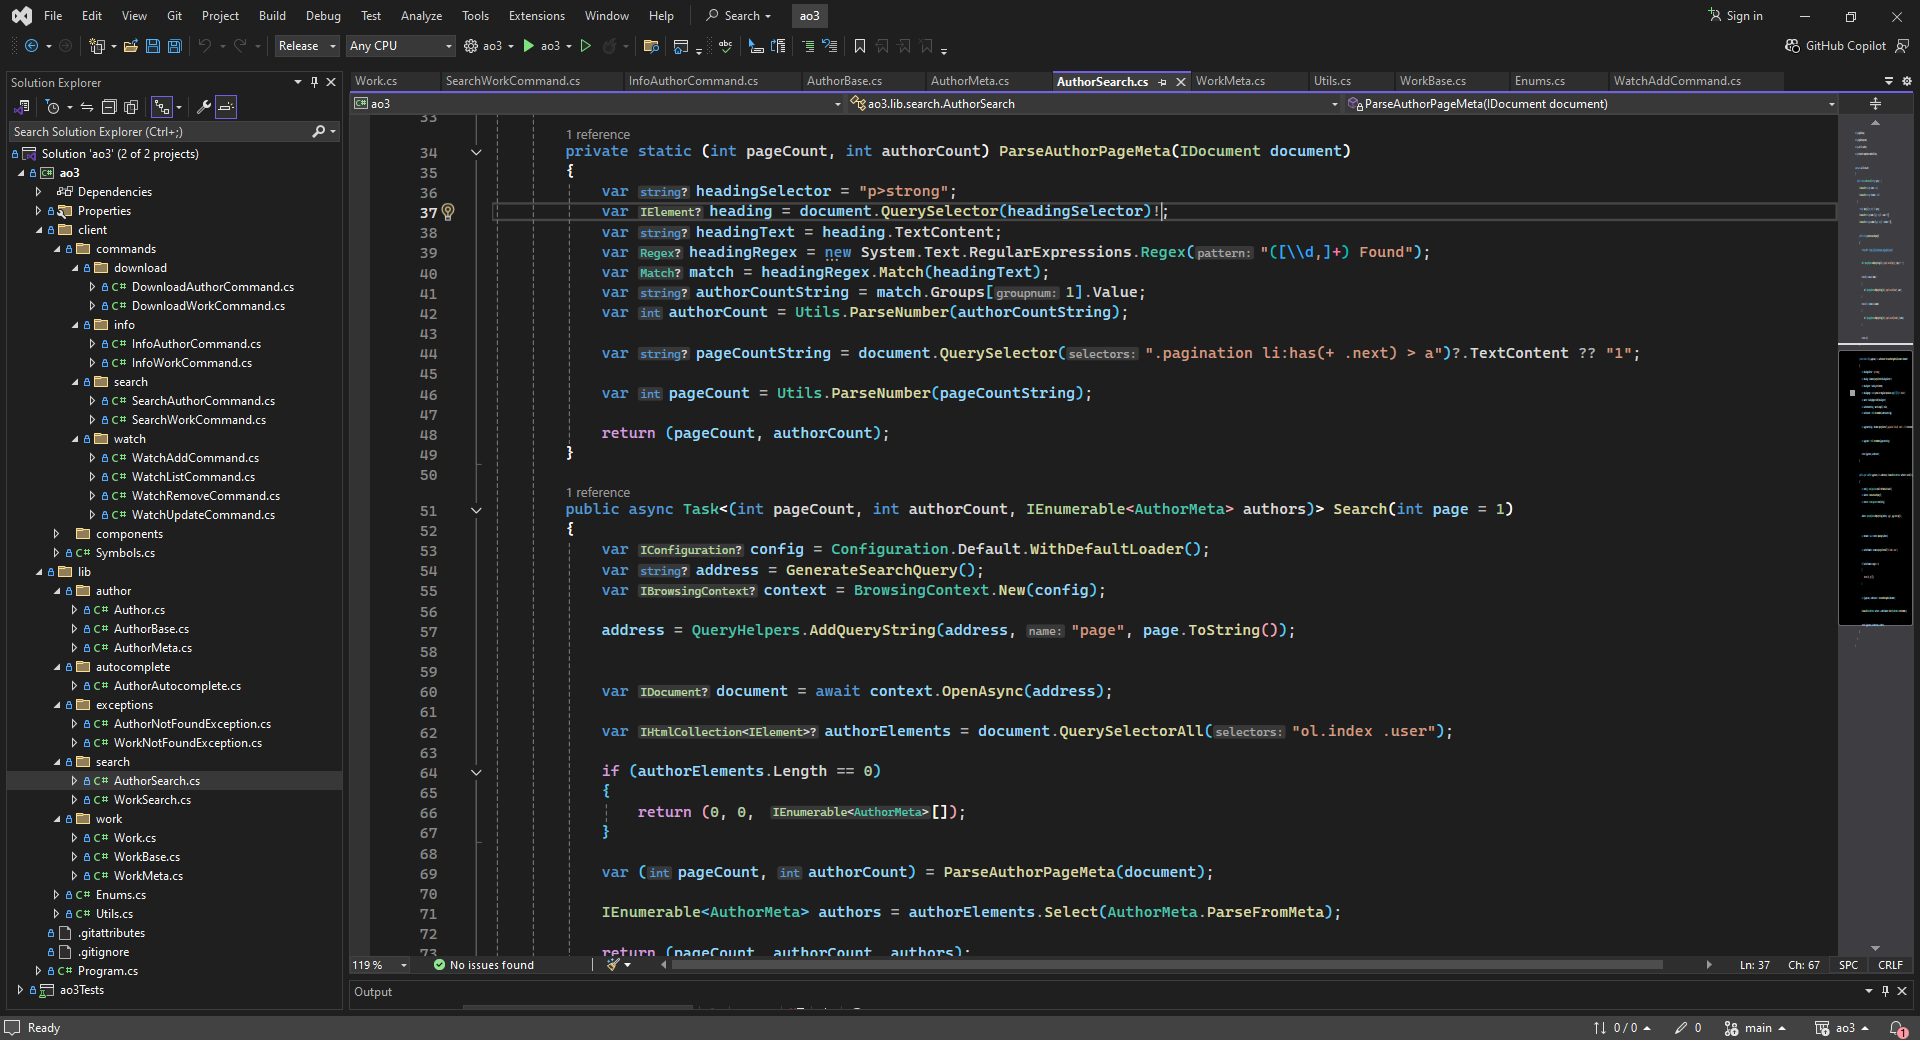 File Edit View Git Project Build Debug Test Analyze Tools Extensions Window Help Search ao3 Sign in
Release Any CPU ao3 ao3 GitHub Copilot
Solution Explorer
Search Solution Explorer (Ctrl+;)
Solution 'ao3' (2 of 2 projects)
ao3
Dependencies
Properties
client
commands
download
C# DownloadAuthorCommand.cs
C# DownloadWorkCommand.cs
info
C# InfoAuthorCommand.cs
C# InfoWorkCommand.cs
search
C# SearchAuthorCommand.cs
C# SearchWorkCommand.cs
watch
C# WatchAddCommand.cs
C# WatchListCommand.cs
C# WatchRemoveCommand.cs
C# WatchUpdateCommand.cs
components
C# Symbols.cs
lib
author
C# Author.cs
C# AuthorBase.cs
C# AuthorMeta.cs
autocomplete
C# AuthorAutocomplete.cs
exceptions
C# AuthorNotFoundException.cs
C# WorkNotFoundException.cs
search
C# AuthorSearch.cs
C# WorkSearch.cs
work
C# Work.cs
C# WorkBase.cs
C# WorkMeta.cs
C# Enums.cs
C# Utils.cs
.gitattributes
.gitignore
C# Program.cs
ao3Tests
Work.cs SearchWorkCommand.cs InfoAuthorCommand.cs AuthorBase.cs AuthorMeta.cs AuthorSearch.cs WorkMeta.cs Utils.cs WorkBase.cs Enums.cs WatchAddCommand.cs
ao3 ao3.lib.search.AuthorSearch ParseAuthorPageMeta(IDocument document)
33
1 reference
34 private static (int pageCount, int authorCount) ParseAuthorPageMeta(IDocument document)
35 {
36 var string? headingSelector = "p>strong";
37 var IElement? heading = document.QuerySelector(headingSelector)!;
38 var string? headingText = heading.TextContent;
39 var Regex? headingRegex = new System.Text.RegularExpressions.Regex(pattern: "([\\d,]+) Found");
40 var Match? match = headingRegex.Match(headingText);
41 var string? authorCountString = match.Groups[groupnum: 1].Value;
42 var int authorCount = Utils.ParseNumber(authorCountString);
43
44 var string? pageCountString = document.QuerySelector(selectors: ".pagination li:has(+ .next) > a")?.TextContent ?? "1";
45
46 var int pageCount = Utils.ParseNumber(pageCountString);
47
48 return (pageCount, authorCount);
49 }
50
1 reference
51 public async Task<(int pageCount, int authorCount, IEnumerable<AuthorMeta> authors)> Search(int page = 1)
52 {
53 var IConfiguration? config = Configuration.Default.WithDefaultLoader();
54 var string? address = GenerateSearchQuery();
55 var IBrowsingContext? context = BrowsingContext.New(config);
56
57 address = QueryHelpers.AddQueryString(address, name: "page", page.ToString());
58
59
60 var IDocument? document = await context.OpenAsync(address);
61
62 var IHtmlCollection<IElement>? authorElements = document.QuerySelectorAll(selectors: "ol.index .user");
63
64 if (authorElements.Length == 0)
65 {
66 return (0, 0, IEnumerable<AuthorMeta>[]);
67 }
68
69 var (int pageCount, int authorCount) = ParseAuthorPageMeta(document);
70
71 IEnumerable<AuthorMeta> authors = authorElements.Select(AuthorMeta.ParseFromMeta);
72
73 return (pageCount, authorCount, authors);
119 % No issues found Ln: 37 Ch: 67 SPC CRLF
Output
Ready 0 / 0 0 main ao3 1